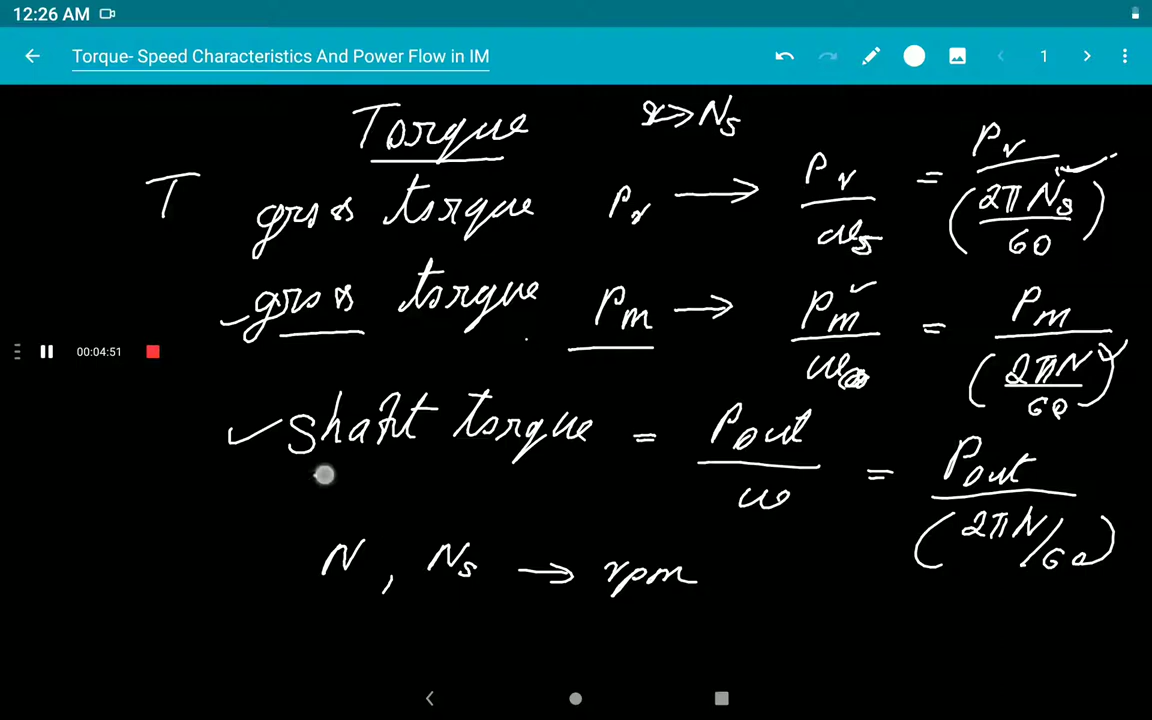 12:26 AM
Torque- Speed Characteristics And Power Flow in IM
1
Torque
→ Ns
T
gross torque Pr → Pr/ωs = Pr/(2πNs/60)
gross torque Pm → Pm/ω = Pm/(2πN/60)
00:04:51
Shaft torque = Pout/ω = Pout/(2πN/60)
N, Ns → rpm